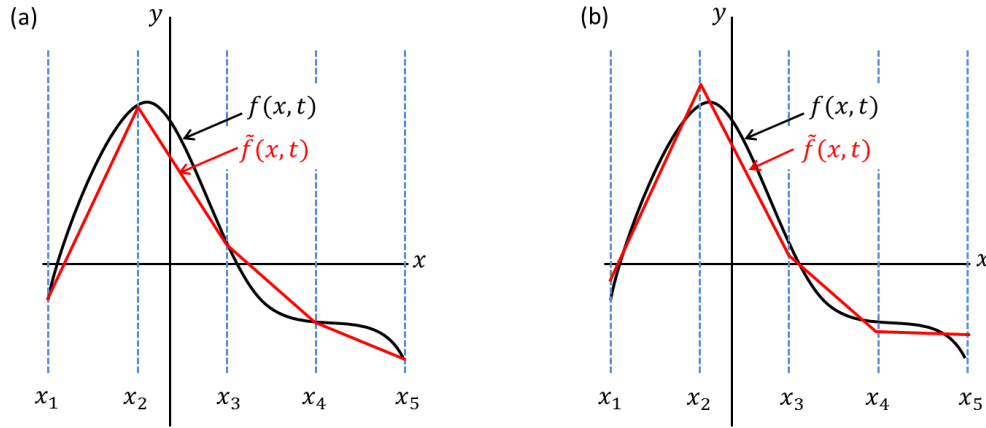 (a)
y
f(x, t)
f̃(x, t)
x
x₁ x₂ x₃ x₄ x₅
(b)
y
f(x, t)
f̃(x, t)
x
x₁ x₂ x₃ x₄ x₅